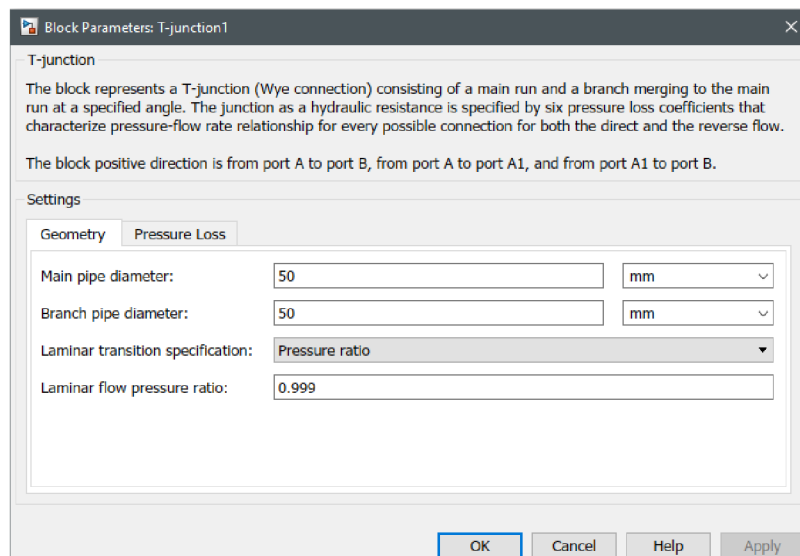 Block Parameters: T-junction1
T-junction
The block represents a T-junction (Wye connection) consisting of a main run and a branch merging to the main
run at a specified angle. The junction as a hydraulic resistance is specified by six pressure loss coefficients that
characterize pressure-flow rate relationship for every possible connection for both the direct and the reverse flow.
The block positive direction is from port A to port B, from port A to port A1, and from port A1 to port B.
Settings
Geometry Pressure Loss
Main pipe diameter: 50 mm
Branch pipe diameter: 50 mm
Laminar transition specification: Pressure ratio
Laminar flow pressure ratio: 0.999
OK Cancel Help Apply